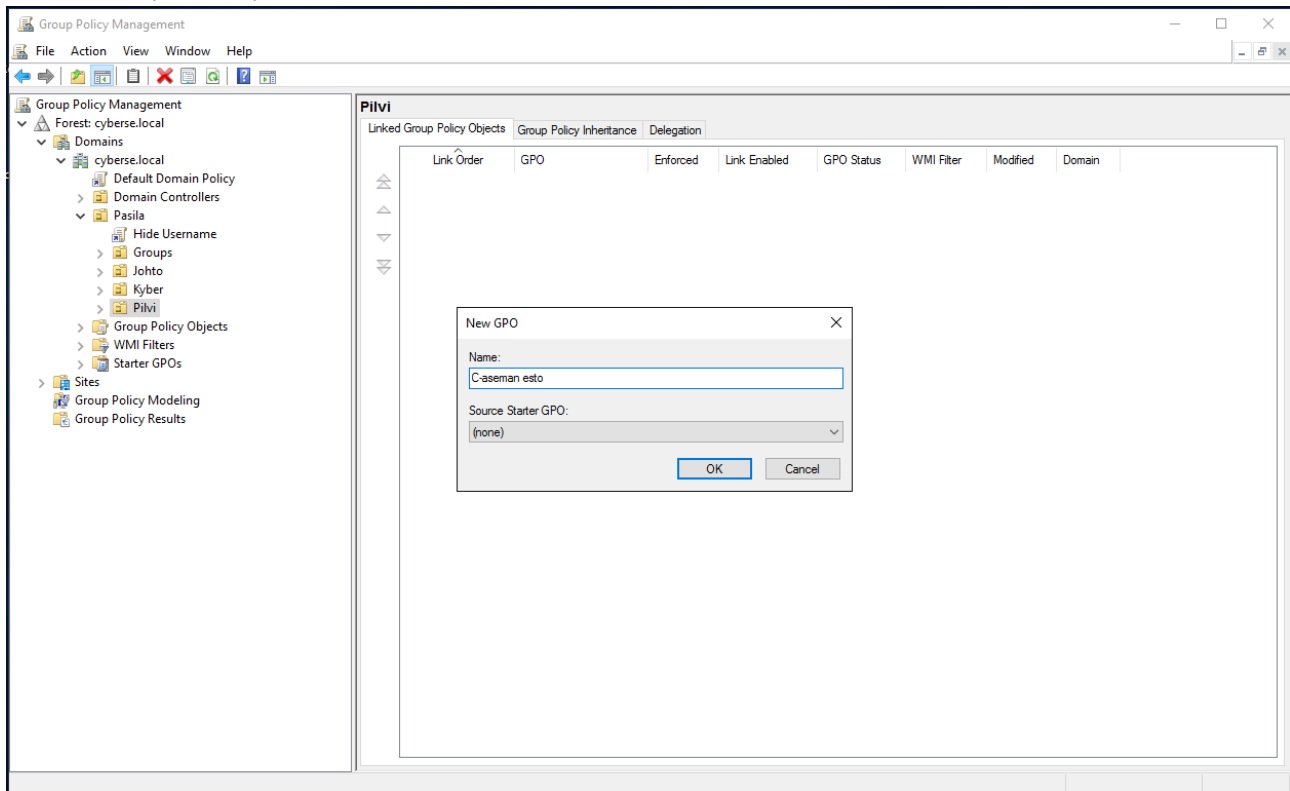 Group Policy Management
File Action View Window Help
Group Policy Management
Forest: cyberse.local
Domains
cyberse.local
Default Domain Policy
Domain Controllers
Pasila
Hide Username
Groups
Johto
Kyber
Pilvi
Group Policy Objects
WMI Filters
Starter GPOs
Sites
Group Policy Modeling
Group Policy Results
Pilvi
Linked Group Policy Objects Group Policy Inheritance Delegation
Link Order GPO Enforced Link Enabled GPO Status WMI Filter Modified Domain
New GPO
Name:
C-aseman esto
Source Starter GPO:
(none)
OK Cancel